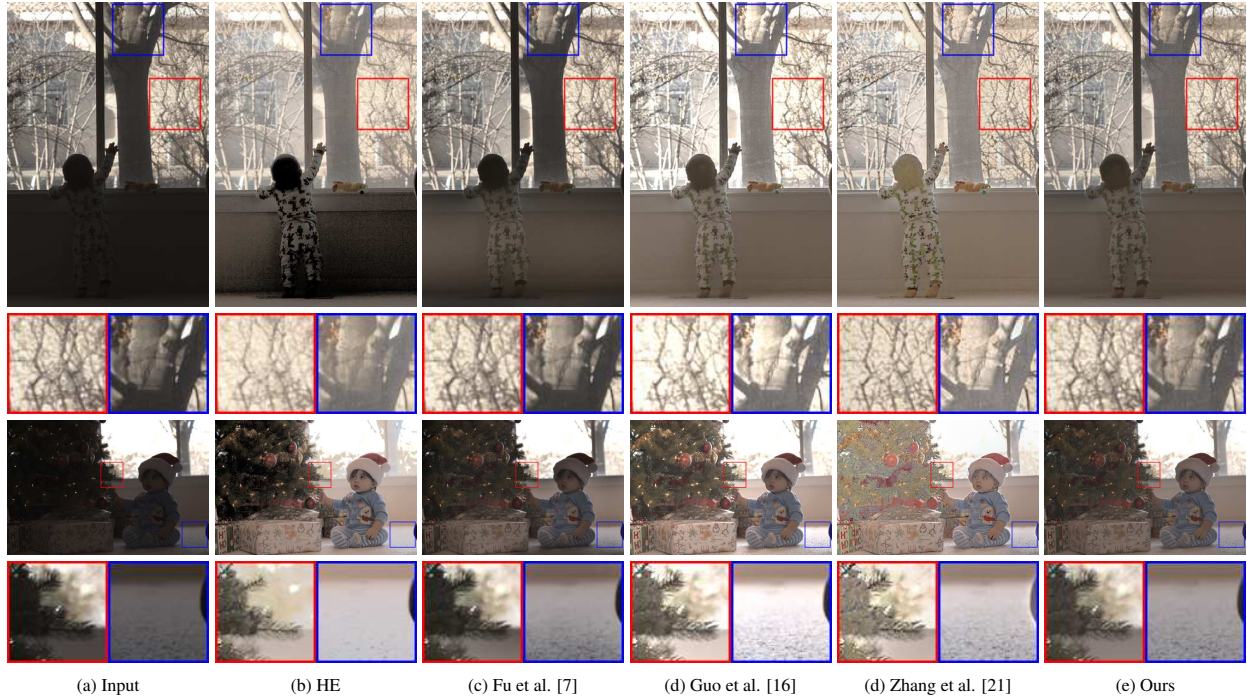 (a) Input
(b) HE
(c) Fu et al. [7]
(d) Guo et al. [16]
(d) Zhang et al. [21]
(e) Ours